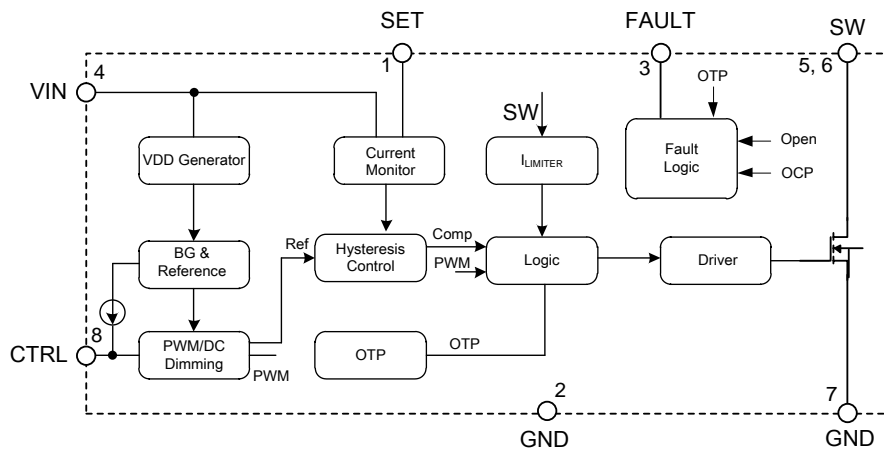 SET
FAULT
SW
1
3
5, 6
4
VIN
OTP
SW
VDD Generator
Current
Monitor
ILIMITER
Fault
Logic
Open
OCP
BG &
Reference
Ref
Hysteresis
Control
Comp
PWM
Logic
Driver
8
CTRL
PWM/DC
Dimming
PWM
OTP
OTP
2
GND
7
GND